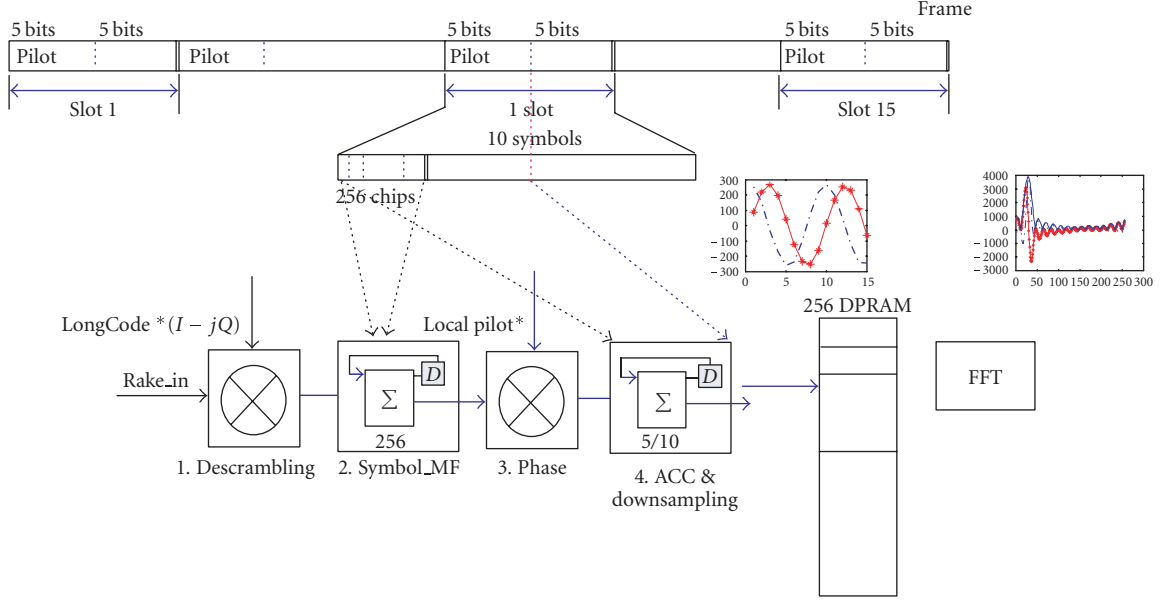 Frame
5 bits 5 bits 5 bits 5 bits 5 bits 5 bits
Pilot Pilot Pilot Pilot
Slot 1 1 slot Slot 15
10 symbols
256 chips
300
200
100
0
−100
−200
−300
0 5 10 15
4000
3000
2000
1000
0
−1000
−2000
−3000
0 50 100 150 200 250 300
256 DPRAM
LongCode *(I − jQ)
Local pilot*
Rake_in
D
Σ
256
D
Σ
5/10
FFT
1. Descrambling
2. Symbol_MF
3. Phase
4. ACC &
downsampling